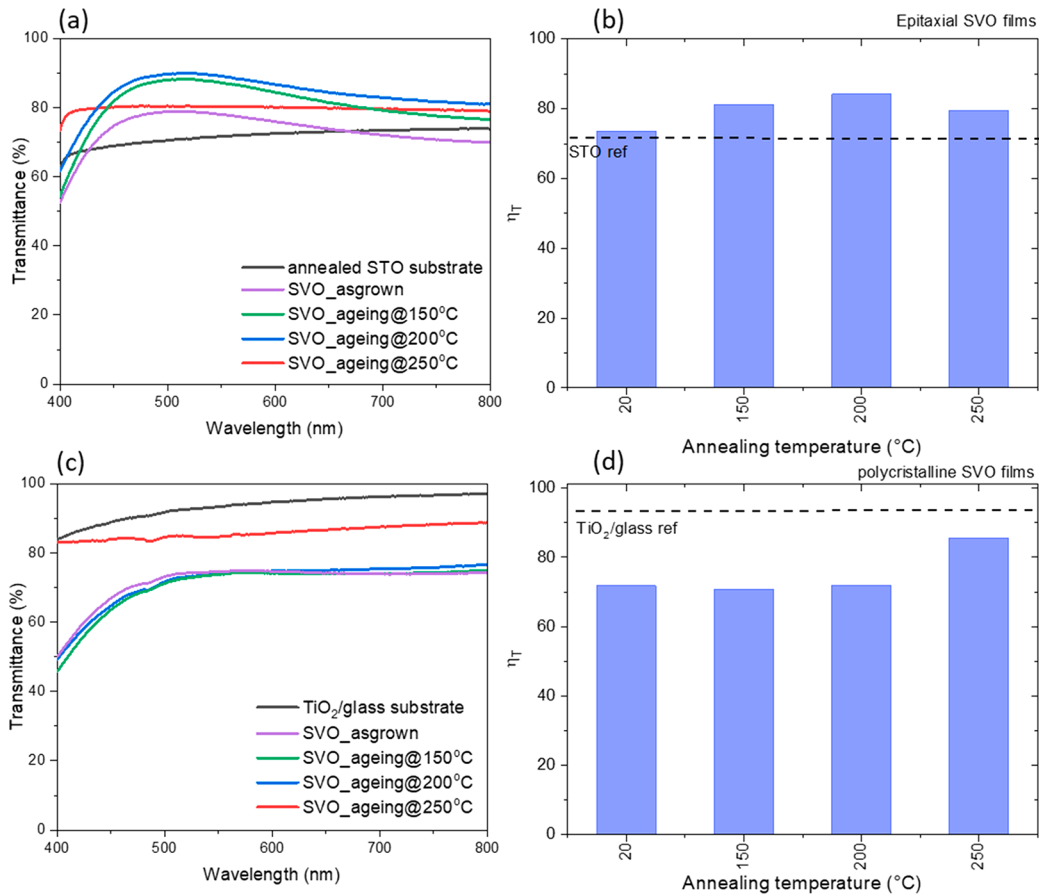 (a)
100
80
60
40
20
0
Transmittance (%)
annealed STO substrate
SVO_asgrown
SVO_ageing@150°C
SVO_ageing@200°C
SVO_ageing@250°C
400
500
600
700
800
Wavelength (nm)
(b)
Epitaxial SVO films
100
80
60
40
20
0
ηT
STO ref
20
150
200
250
Annealing temperature (°C)
(c)
100
80
60
40
20
0
Transmittance (%)
TiO2/glass substrate
SVO_asgrown
SVO_ageing@150°C
SVO_ageing@200°C
SVO_ageing@250°C
400
500
600
700
800
Wavelength (nm)
(d)
polycristalline SVO films
100
80
60
40
20
0
ηT
TiO2/glass ref
20
150
200
250
Annealing temperature (°C)